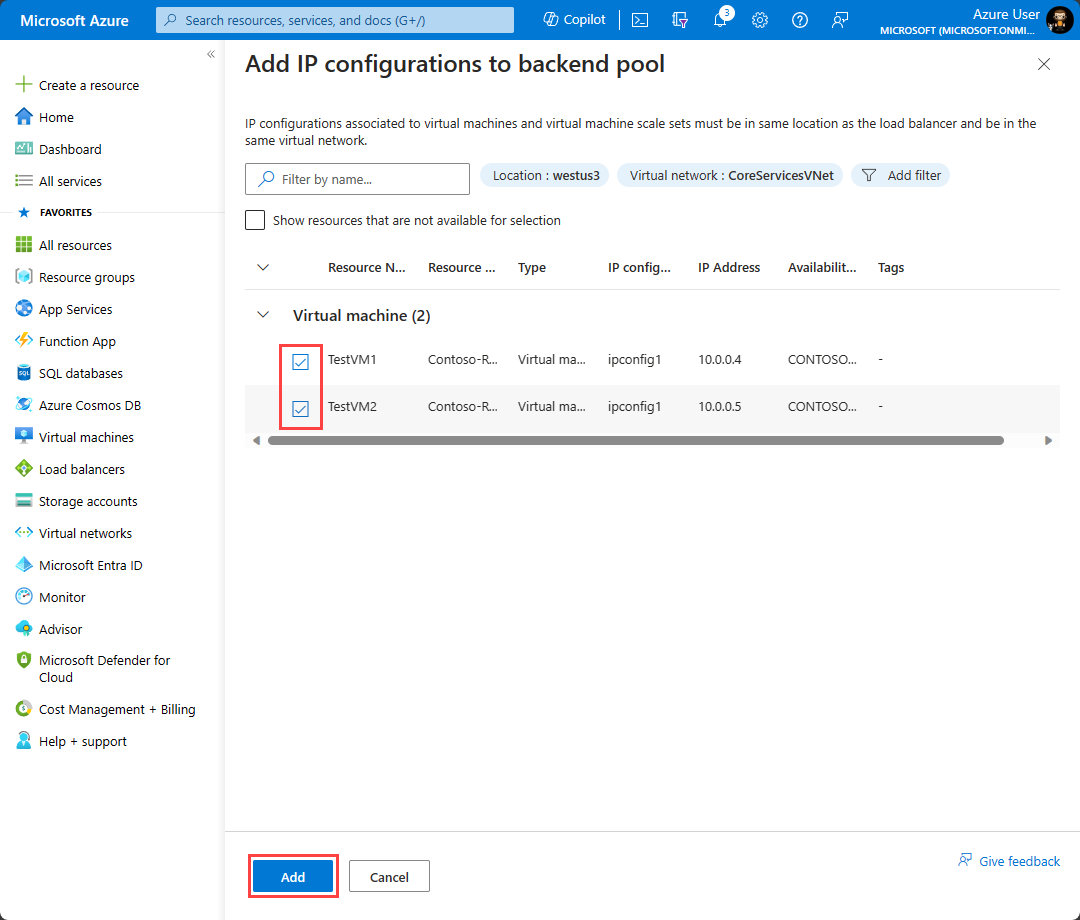 Microsoft Azure
Search resources, services, and docs (G+/)
Copilot
3
Azure User
MICROSOFT (MICROSOFT.ONMI...
«
Create a resource
Home
Dashboard
All services
FAVORITES
All resources
Resource groups
App Services
Function App
SQL
SQL databases
Azure Cosmos DB
Virtual machines
Load balancers
Storage accounts
Virtual networks
Microsoft Entra ID
Monitor
Advisor
Microsoft Defender for
Cloud
Cost Management + Billing
Help + support
Add IP configurations to backend pool
IP configurations associated to virtual machines and virtual machine scale sets must be in same location as the load balancer and be in the
same virtual network.
Filter by name...
Location : westus3
Virtual network : CoreServicesVNet
Add filter
Show resources that are not available for selection
Resource N... Resource ... Type IP config... IP Address Availabilit... Tags
Virtual machine (2)
TestVM1 Contoso-R... Virtual ma... ipconfig1 10.0.0.4 CONTOSO... -
TestVM2 Contoso-R... Virtual ma... ipconfig1 10.0.0.5 CONTOSO... -
Add
Cancel
Give feedback